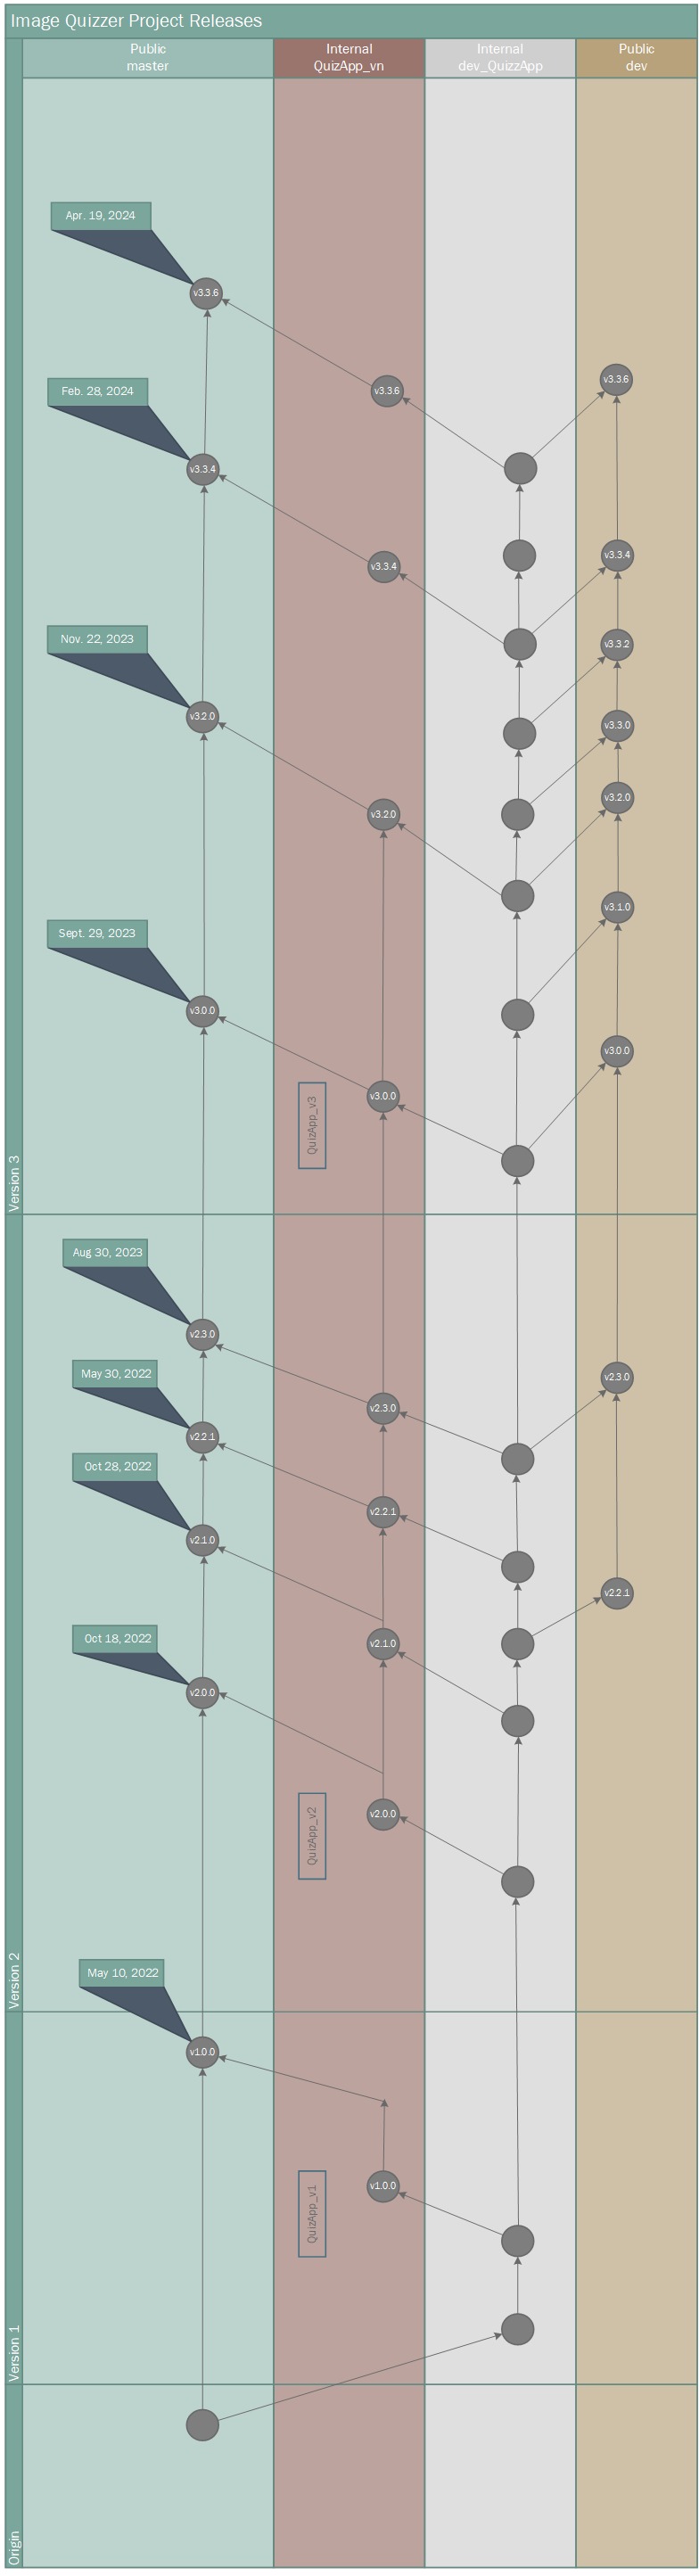 Image Quizzer Project Releases
Public
master
Internal
QuizApp_vn
Internal
dev_QuizzApp
Public
dev
Apr. 19, 2024
v3.3.6
v3.3.6
v3.3.6
Feb. 28, 2024
v3.3.4
v3.3.4
v3.3.4
Nov. 22, 2023
v3.3.2
v3.2.0
v3.3.0
v3.2.0
v3.2.0
Sept. 29, 2023
v3.1.0
v3.0.0
v3.0.0
v3.0.0
QuizApp_v3
Version 3
Aug 30, 2023
v2.3.0
May 30, 2022
v2.3.0
v2.3.0
v2.2.1
Oct 28, 2022
v2.2.1
v2.1.0
v2.2.1
Oct 18, 2022
v2.1.0
v2.0.0
v2.0.0
QuizApp_v2
Version 2
May 10, 2022
v1.0.0
v1.0.0
QuizApp_v1
Version 1
Origin